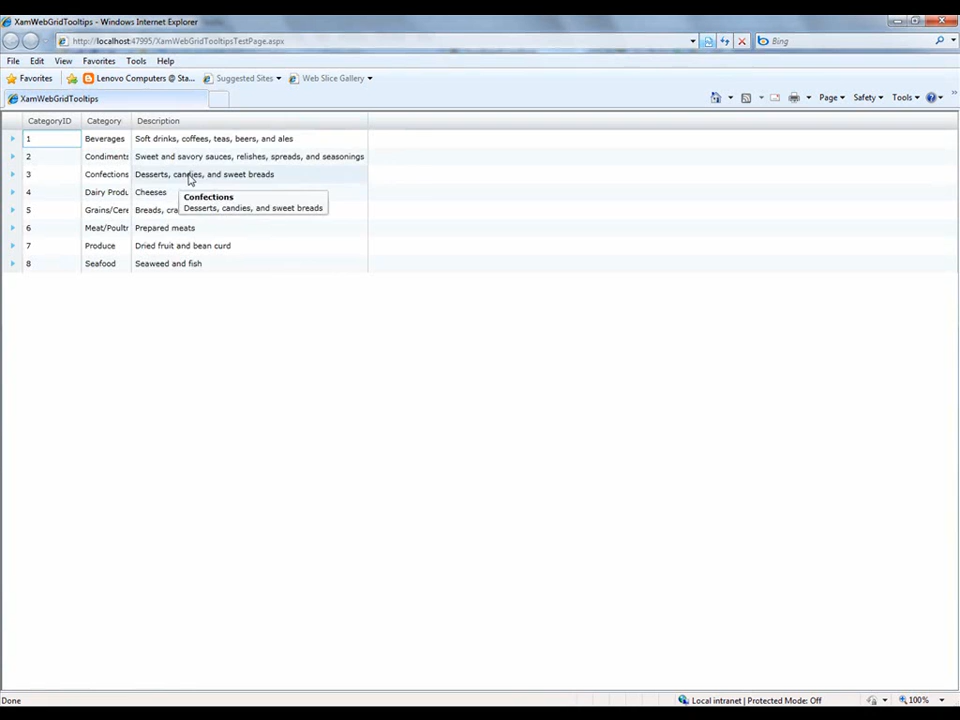 XamWebGridTooltips - Windows Internet Explorer
http://localhost:47995/XamWebGridTooltipsTestPage.aspx
Bing
File Edit View Favorites Tools Help
Favorites Lenovo Computers @ Sta... Suggested Sites Web Slice Gallery
XamWebGridTooltips
Page Safety Tools
CategoryID Category Description
1 Beverages Soft drinks, coffees, teas, beers, and ales
2 Condiments Sweet and savory sauces, relishes, spreads, and seasonings
3 Confections Desserts, candies, and sweet breads
4 Dairy Produ Cheeses
Confections
Desserts, candies, and sweet breads
5 Grains/Cere Breads, cra
6 Meat/Poultr Prepared meats
7 Produce Dried fruit and bean curd
8 Seafood Seaweed and fish
Done
Local intranet | Protected Mode: Off
100%